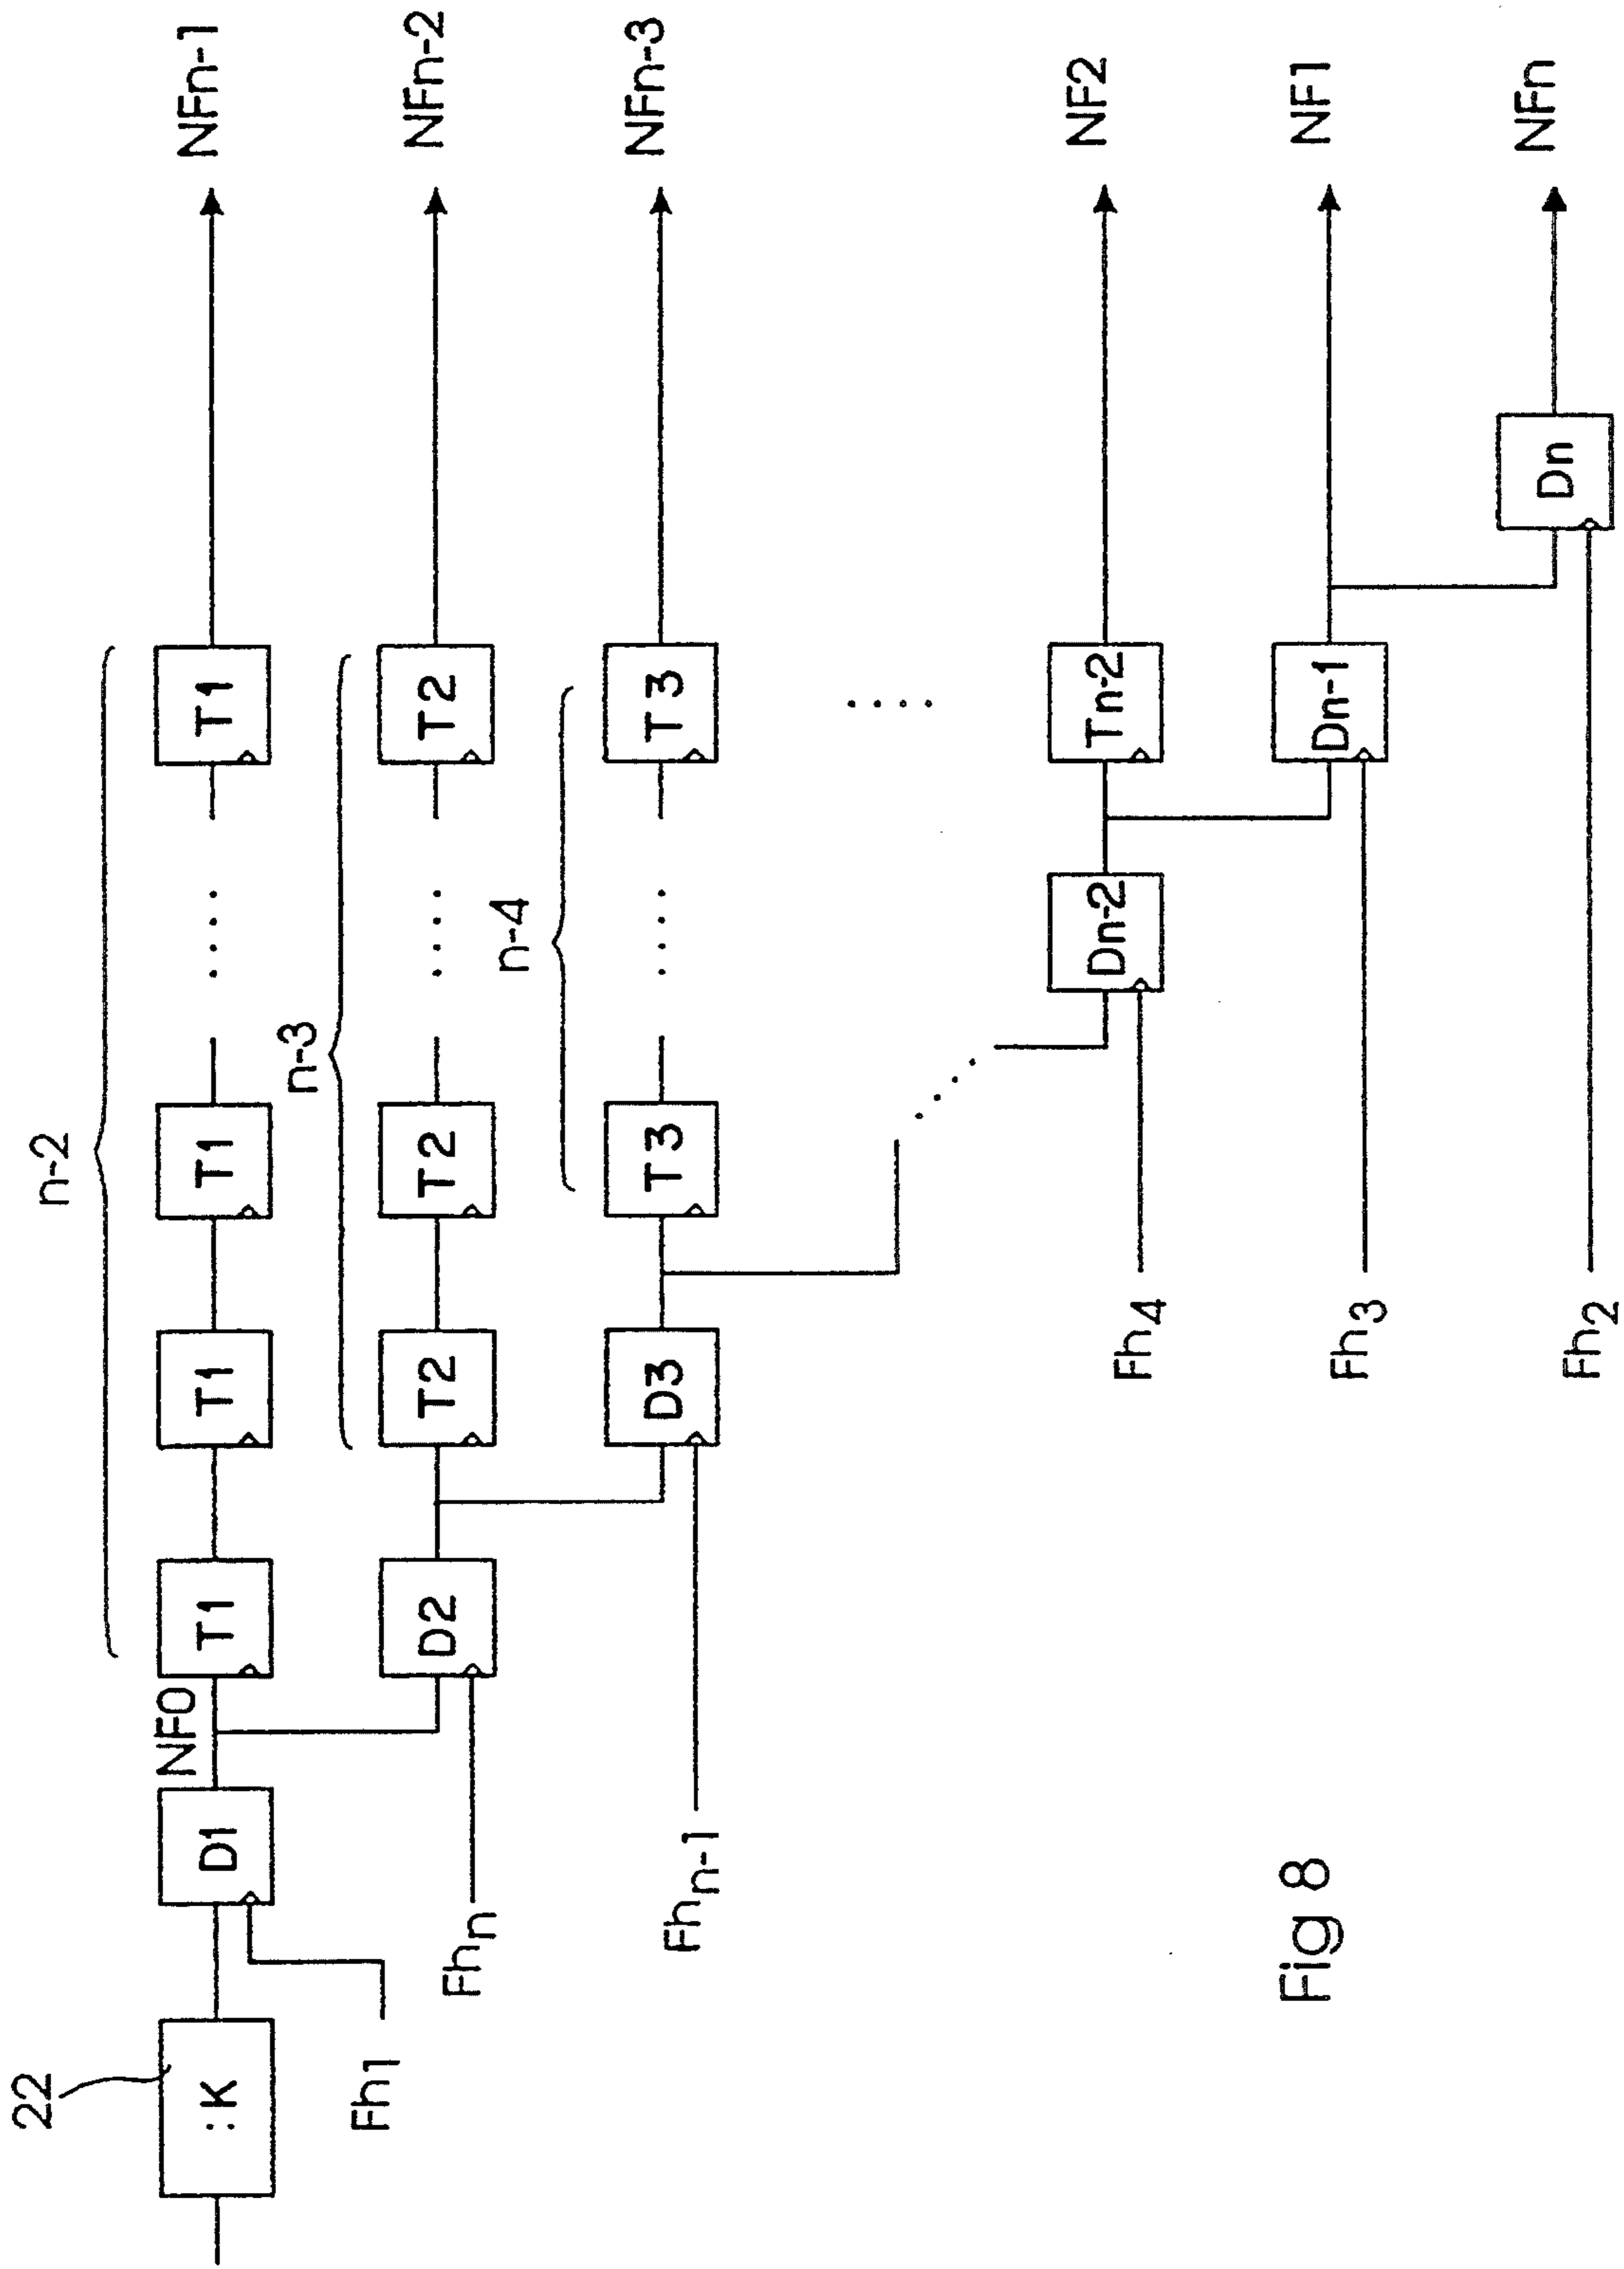 22
:K
Fh1
D1
NF0
n-2
T1
T1
T1
T1
NFn-1
Fhn
D2
n-3
T2
T2
T2
NFn-2
Fhn-1
D3
n-4
T3
T3
NFn-3
Fh4
Dn-2
Tn-2
NF2
Fh3
Dn-1
NF1
Fh2
Dn
NFn
Fig 8